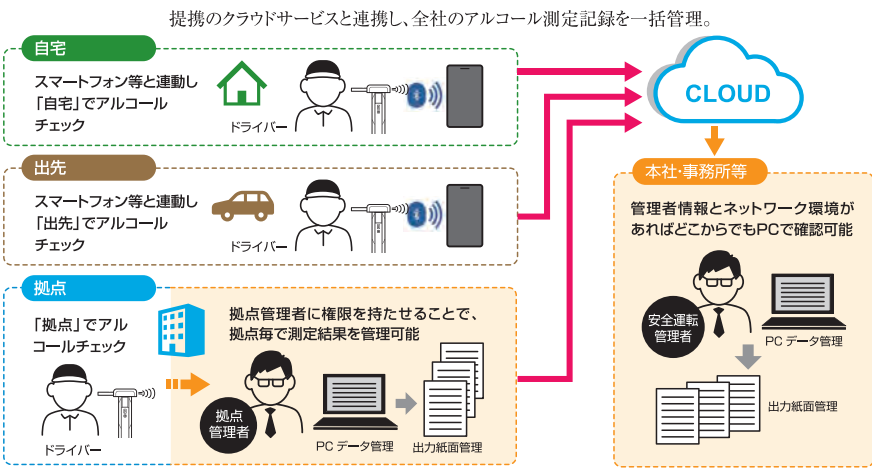 提携のクラウドサービスと連携し、全社のアルコール測定記録を一括管理。
自宅
スマートフォン等と連動し
「自宅」でアルコール
チェック
ドライバー
出先
スマートフォン等と連動し
「出先」でアルコール
チェック
ドライバー
拠点
「拠点」でアル
コールチェック
ドライバー
拠点管理者に権限を持たせることで、
拠点毎で測定結果を管理可能
拠点
管理者
PCデータ管理
出力紙面管理
CLOUD
本社・事務所等
管理者情報とネットワーク環境が
あればどこからでもPCで確認可能
安全運転
管理者
PCデータ管理
出力紙面管理